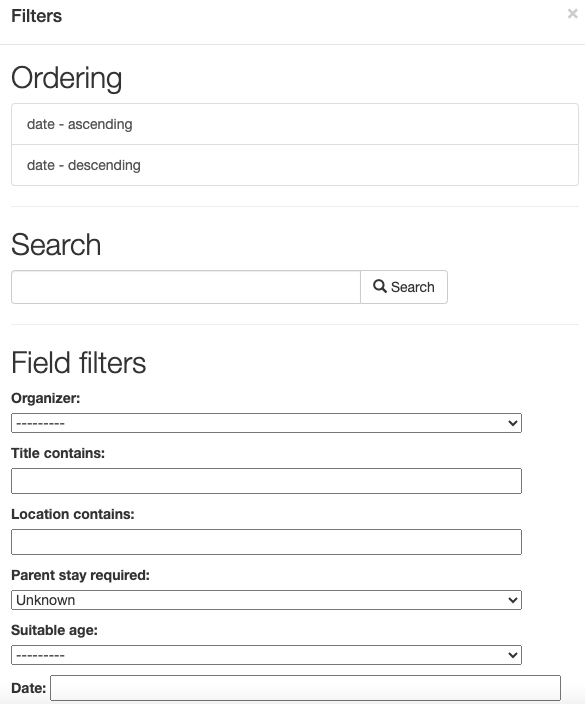 Filters
×
Ordering
date - ascending
date - descending
Search
Search
Field filters
Organizer:
---------
Title contains:
Location contains:
Parent stay required:
Unknown
Suitable age:
---------
Date: